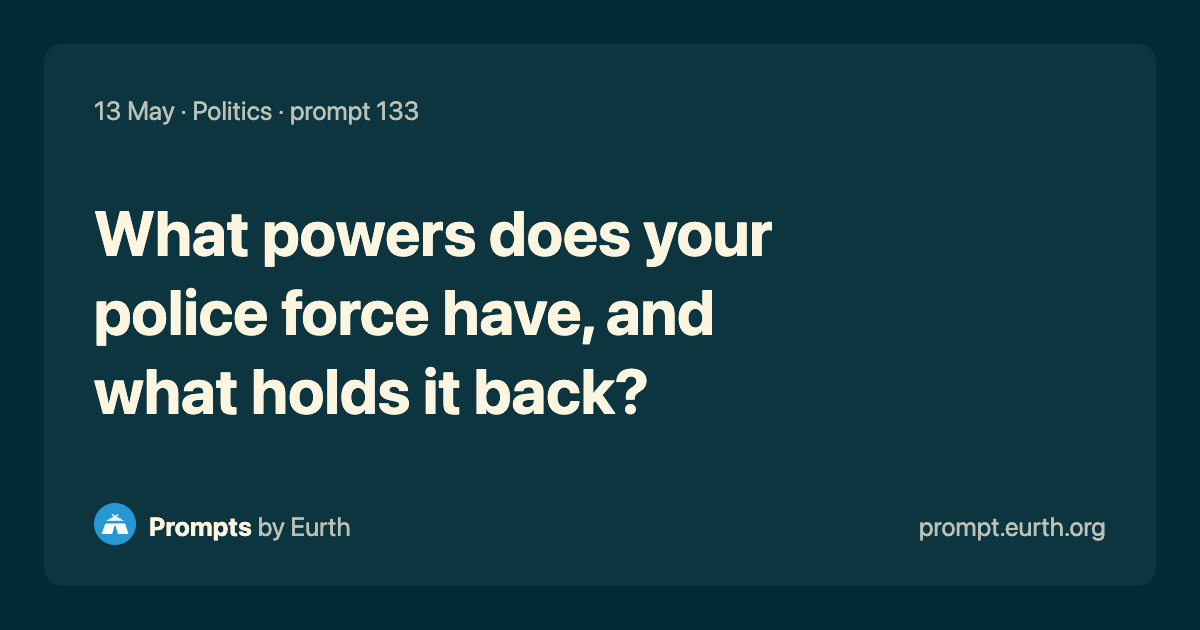 13 May · Politics · prompt 133
What powers does your
police force have, and
what holds it back?
Prompts by Eurth
prompt.eurth.org